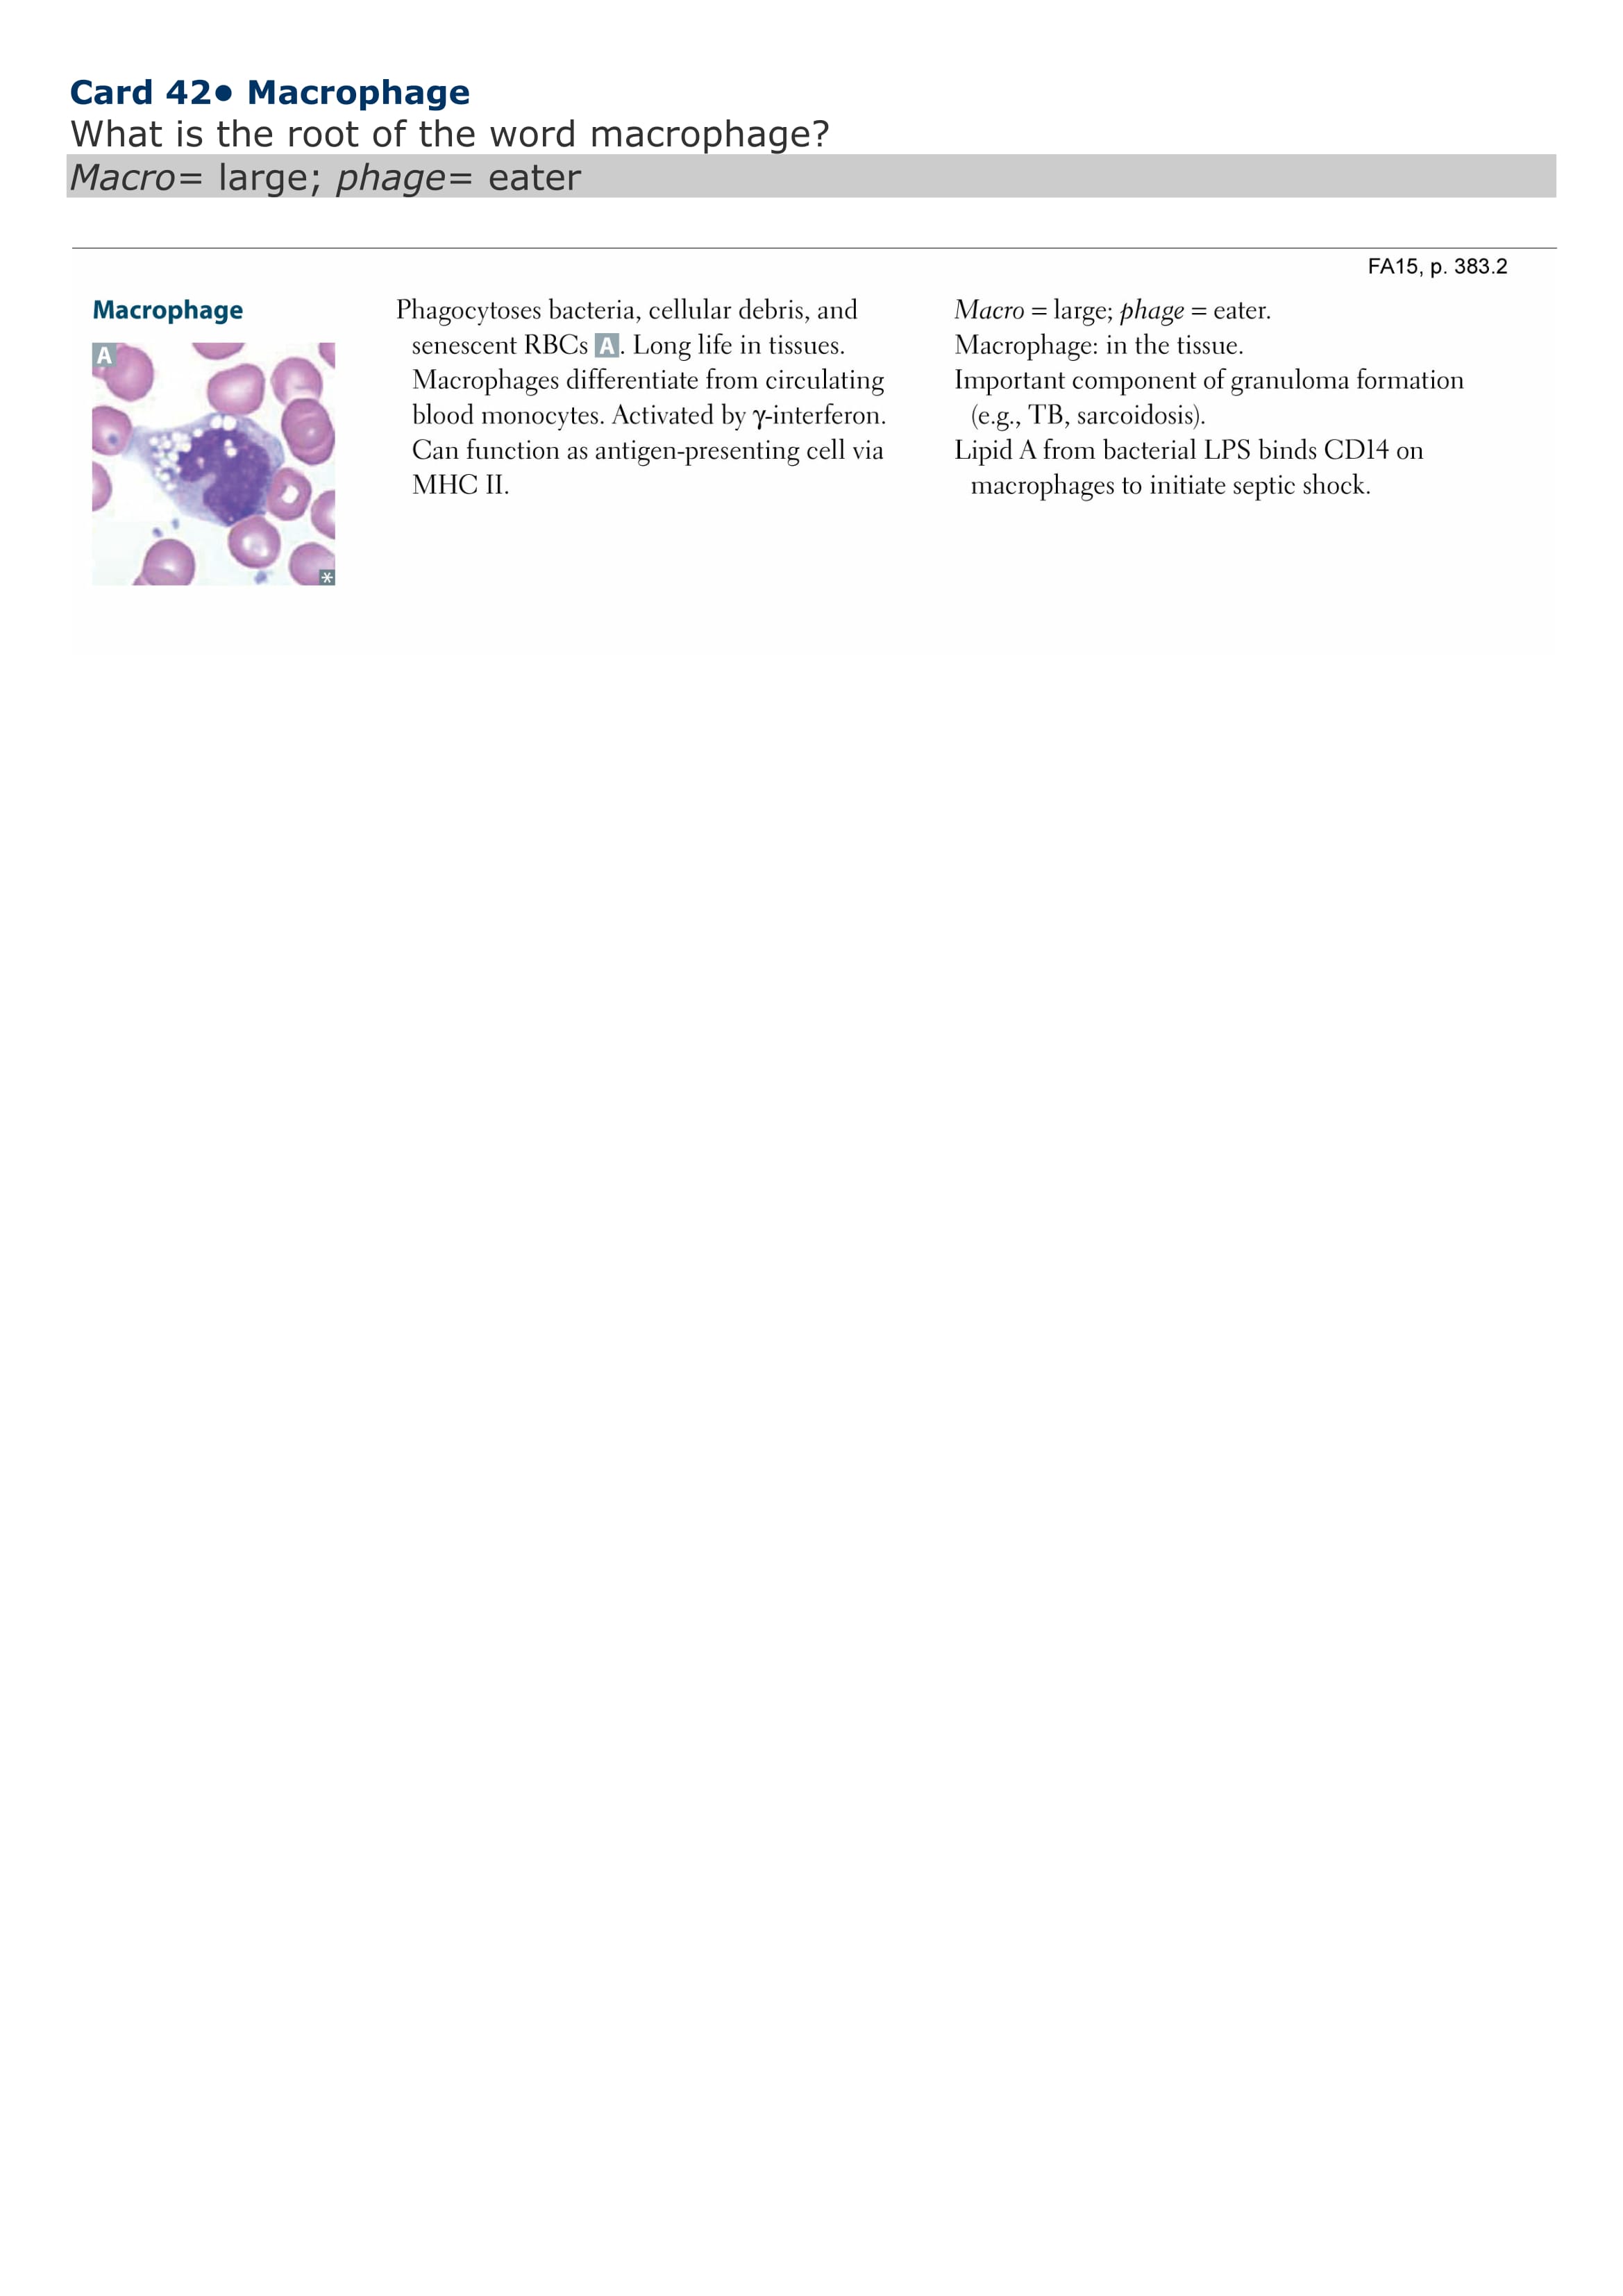 Card 42● Macrophage
What is the root of the word macrophage?
Macro= large; phage= eater
FA15, p. 383.2
Macrophage
A
*
Phagocytoses bacteria, cellular debris, and
senescent RBCs A. Long life in tissues.
Macrophages differentiate from circulating
blood monocytes. Activated by γ-interferon.
Can function as antigen-presenting cell via
MHC II.
Macro = large; phage = eater.
Macrophage: in the tissue.
Important component of granuloma formation
(e.g., TB, sarcoidosis).
Lipid A from bacterial LPS binds CD14 on
macrophages to initiate septic shock.